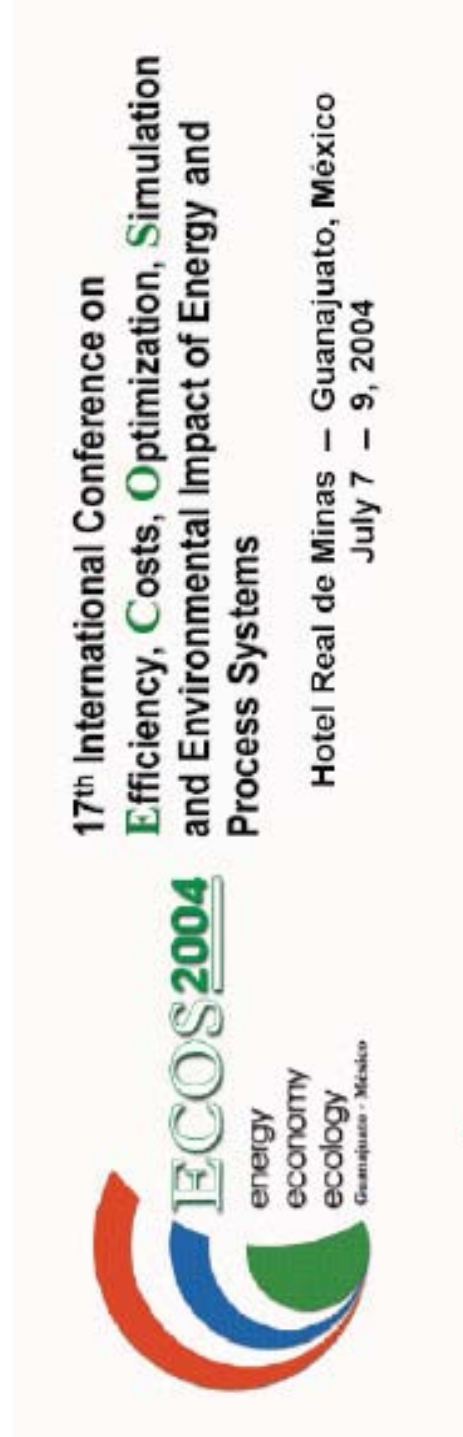 ECOS2004
energy
economy
ecology
Guanajuato - México
17th International Conference on
Efficiency, Costs, Optimization, Simulation
and Environmental Impact of Energy and
Process Systems
Hotel Real de Minas – Guanajuato, México
July 7 – 9, 2004